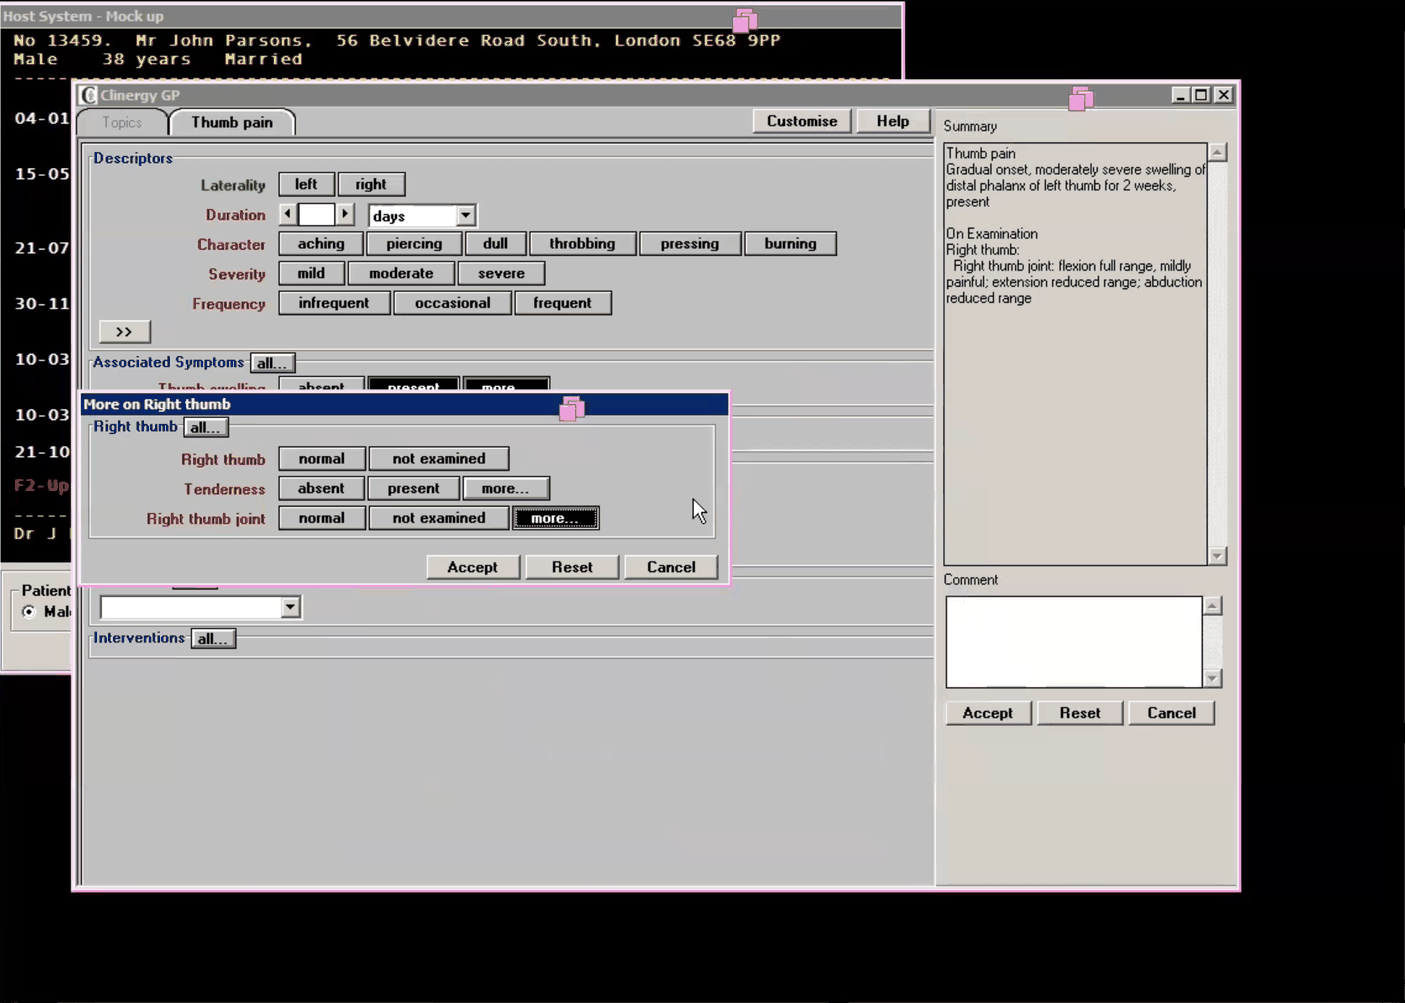 Host System - Mock up
No 13459. Mr John Parsons, 56 Belvidere Road South, London SE68 9PP
Male 38 years Married
04-01
15-05
21-07
30-11
10-03
10-03
21-10
F2-Up
Dr J
Patient
Clinergy GP
Topics Thumb pain Customise Help
Descriptors
Laterality left right
Duration days
Character aching piercing dull throbbing pressing burning
Severity mild moderate severe
Frequency infrequent occasional frequent
>>
Associated Symptoms all...
Thumb swelling absent present more...
More on Right thumb
Right thumb all...
Right thumb normal not examined
Tenderness absent present more...
Right thumb joint normal not examined more...
Accept Reset Cancel
Interventions all...
Summary
Thumb pain
Gradual onset, moderately severe swelling of
distal phalanx of left thumb for 2 weeks,
present
On Examination
Right thumb:
Right thumb joint: flexion full range, mildly
painful; extension reduced range; abduction
reduced range
Comment
Accept Reset Cancel